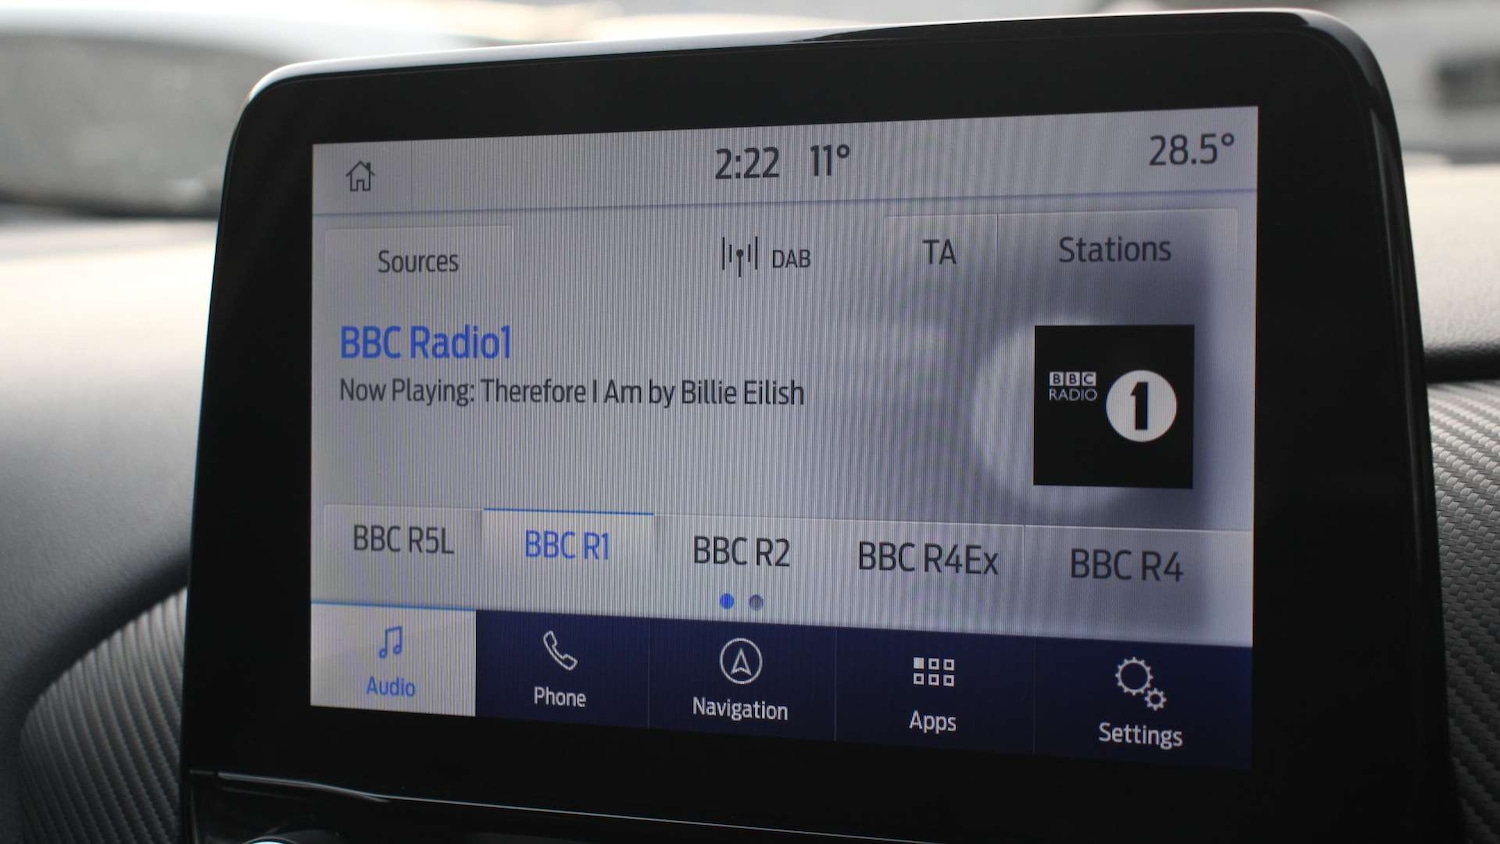 2:22 11° 28.5°
Sources DAB TA Stations
BBC Radio1
Now Playing: Therefore I Am by Billie Eilish
BBC
RADIO 1
BBC R5L BBC R1 BBC R2 BBC R4Ex BBC R4
Audio Phone Navigation Apps Settings